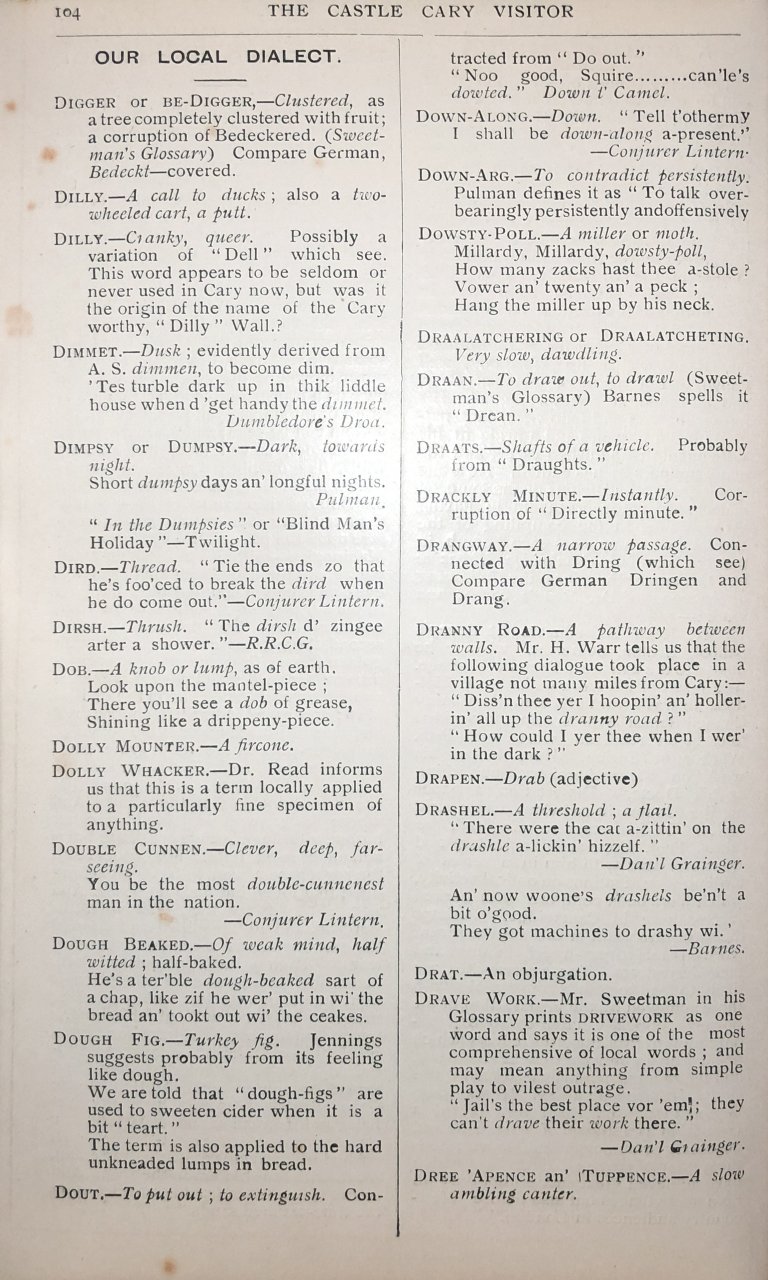 104
THE CASTLE CARY VISITOR
OUR LOCAL DIALECT.
DIGGER or BE-DIGGER,—Clustered, as
a tree completely clustered with fruit;
a corruption of Bedeckered. (Sweet-
man's Glossary) Compare German,
Bedeckt—covered.
DILLY.—A call to ducks; also a two-
wheeled cart, a putt.
DILLY.—Cranky, queer. Possibly a
variation of "Dell" which see.
This word appears to be seldom or
never used in Cary now, but was it
the origin of the name of the Cary
worthy, "Dilly" Wall.?
DIMMET.—Dusk; evidently derived from
A. S. dimmen, to become dim.
'Tes turble dark up in thik liddle
house when d 'get handy the dimmet.
Dumbledore's Droa.
DIMPSY or DUMPSY.—Dark, towards
night.
Short dumpsy days an' longful nights.
Pulman.
"In the Dumpsies" or "Blind Man's
Holiday"—Twilight.
DIRD.—Thread. "Tie the ends zo that
he's foo'ced to break the dird when
he do come out."—Conjurer Lintern.
DIRSH.—Thrush. "The dirsh d' zingee
arter a shower."—R.R.C.G.
DOB.—A knob or lump, as of earth.
Look upon the mantel-piece;
There you'll see a dob of grease,
Shining like a drippeny-piece.
DOLLY MOUNTER.—A fircone.
DOLLY WHACKER.—Dr. Read informs
us that this is a term locally applied
to a particularly fine specimen of
anything.
DOUBLE CUNNEN.—Clever, deep, far-
seeing.
You be the most double-cunnenest
man in the nation.
—Conjurer Lintern.
DOUGH BEAKED.—Of weak mind, half
witted; half-baked.
He's a ter'ble dough-beaked sart of
a chap, like zif he wer' put in wi' the
bread an' tookt out wi' the ceakes.
DOUGH FIG.—Turkey fig. Jennings
suggests probably from its feeling
like dough.
We are told that "dough-figs" are
used to sweeten cider when it is a
bit "teart."
The term is also applied to the hard
unkneaded lumps in bread.
DOUT.—To put out; to extinguish. Con-
tracted from "Do out."
"Noo good, Squire.........can'le's
dowted." Down t' Camel.
DOWN-ALONG.—Down. "Tell t'othermy
I shall be down-along a-present."
—Conjurer Lintern.
DOWN-ARG.—To contradict persistently.
Pulman defines it as "To talk over-
bearingly persistently andoffensively
DOWSTY-POLL.—A miller or moth.
Millardy, Millardy, dowsty-poll,
How many zacks hast thee a-stole?
Vower an' twenty an' a peck;
Hang the miller up by his neck.
DRAALATCHERING or DRAALATCHETING.
Very slow, dawdling.
DRAAN.—To draw out, to drawl (Sweet-
man's Glossary) Barnes spells it
"Drean."
DRAATS.—Shafts of a vehicle. Probably
from "Draughts."
DRACKLY MINUTE.—Instantly. Cor-
ruption of "Directly minute."
DRANGWAY.—A narrow passage. Con-
nected with Dring (which see)
Compare German Dringen and
Drang.
DRANNY ROAD.—A pathway between
walls. Mr. H. Warr tells us that the
following dialogue took place in a
village not many miles from Cary:—
"Diss'n thee yer I hoopin' an' holler-
in' all up the dranny road?"
"How could I yer thee when I wer'
in the dark?"
DRAPEN.—Drab (adjective)
DRASHEL.—A threshold; a flail.
"There were the cat a-zittin' on the
drashle a-lickin' hizzelf."
—Dan'l Grainger.
An' now woone's drashels be'n't a
bit o'good.
They got machines to drashy wi.'
—Barnes.
DRAT.—An objurgation.
DRAVE WORK.—Mr. Sweetman in his
Glossary prints DRIVEWORK as one
word and says it is one of the most
comprehensive of local words; and
may mean anything from simple
play to vilest outrage.
"Jail's the best place vor 'em!; they
can't drave their work there."
—Dan'l Grainger.
DREE 'APENCE an' TUPPENCE.—A slow
ambling canter.